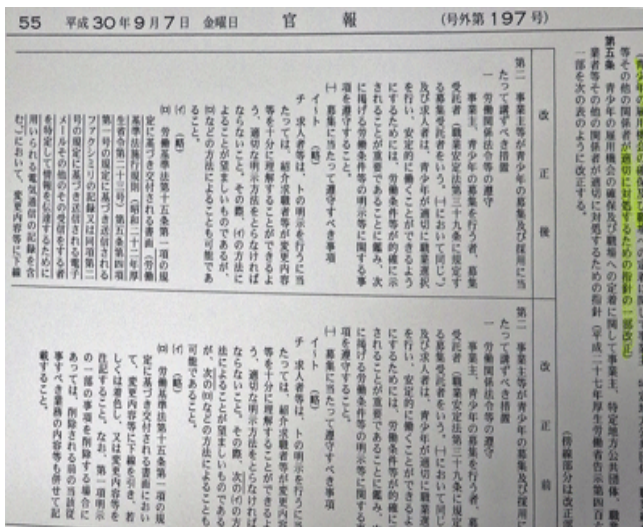 55 平成30年9月7日 金曜日 官報 (号外第197号)
等その他の関係者が適切に対処するための指針の一部改正)
第五条 青少年の雇用機会の確保及び職場への定着に関して事業主、特定地方公共団体、職業
業者等その他の関係者が適切に対処するための指針(平成二十七年厚生労働省告示第四百
一部を次の表のように改正する。
(傍線部分は改正
改正後
第二 事業主等が青少年の募集及び採用に当
たって講ずべき措置
一 労働関係法令等の遵守
事業主、青少年の募集を行う者、募集
受託者(職業安定法第三十九条に規定す
る募集受託者をいう。㈠において同じ。)
及び求人者は、青少年が適切に職業選択
を行い、安定的に働くことができるよう
にするためには、労働条件等が的確に示
されることが重要であることに鑑み、次
に掲げる労働条件等の明示等に関する事
項を遵守すること。
㈠ 募集に当たって遵守すべき事項
イ~ト (略)
チ 求人者等は、トの明示を行うに当
たっては、紹介求職者等が変更内容
等を十分に理解することができるよ
う、適切な明示方法をとらなければ
ならないこと。その際、(イ)の方法に
よることが望ましいものであるが、
(ロ)などの方法によることも可能であ
ること。
(イ) (略)
(ロ) 労働基準法第十五条第一項の規
定に基づき交付される書面(労働
基準法施行規則(昭和二十二年厚
生省令第二十三号)第五条第四項
第一号の規定に基づき送信される
ファクシミリの記録又は同項第二
号の規定に基づき送信される電子
メールその他のその受信をする者
を特定して情報を伝達するために
用いられる電気通信の記録を含
む。)において、変更内容等に下線
改正前
第二 事業主等が青少年の募集及び採用に
たって講ずべき措置
一 労働関係法令等の遵守
事業主、青少年の募集を行う者、募
受託者(職業安定法第三十九条に規定
る募集受託者をいう。㈠において同じ
及び求人者は、青少年が適切に職業選
を行い、安定的に働くことができるよ
にするためには、労働条件等が的確に
されることが重要であることに鑑み、
に掲げる労働条件等の明示等に関する
項を遵守すること。
㈠ 募集に当たって遵守すべき事項
イ~ト (略)
チ 求人者等は、トの明示を行うに
たっては、紹介求職者等が変更内
等を十分に理解することができる
う、適切な明示方法をとらなけれ
ならないこと。その際、次の(イ)の方
法によることが望ましいものである
が、次の(ロ)などの方法によることも
可能であること。
(イ) (略)
(ロ) 労働基準法第十五条第一項の規
定に基づき交付される書面におい
て、変更内容等に下線を引き、若
しくは着色し、又は変更内容等を
注記すること。なお、第一項明示
の一部の事項を削除する場合に
あっては、削除される前の当該従
事すべき業務の内容等も併せて記
載すること。